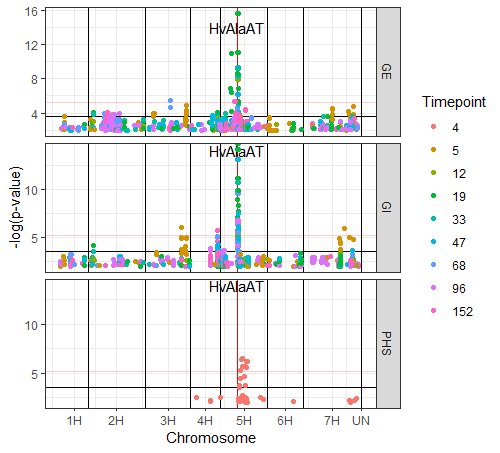 16
HvAlaAT
12
8
4
GE
HvAlaAT
10
5
GI
HvAlaAT
10
5
PHS
-log(p-value)
1H 2H 3H 4H 5H 6H 7H UN
Chromosome
Timepoint
4
5
12
19
33
47
68
96
152